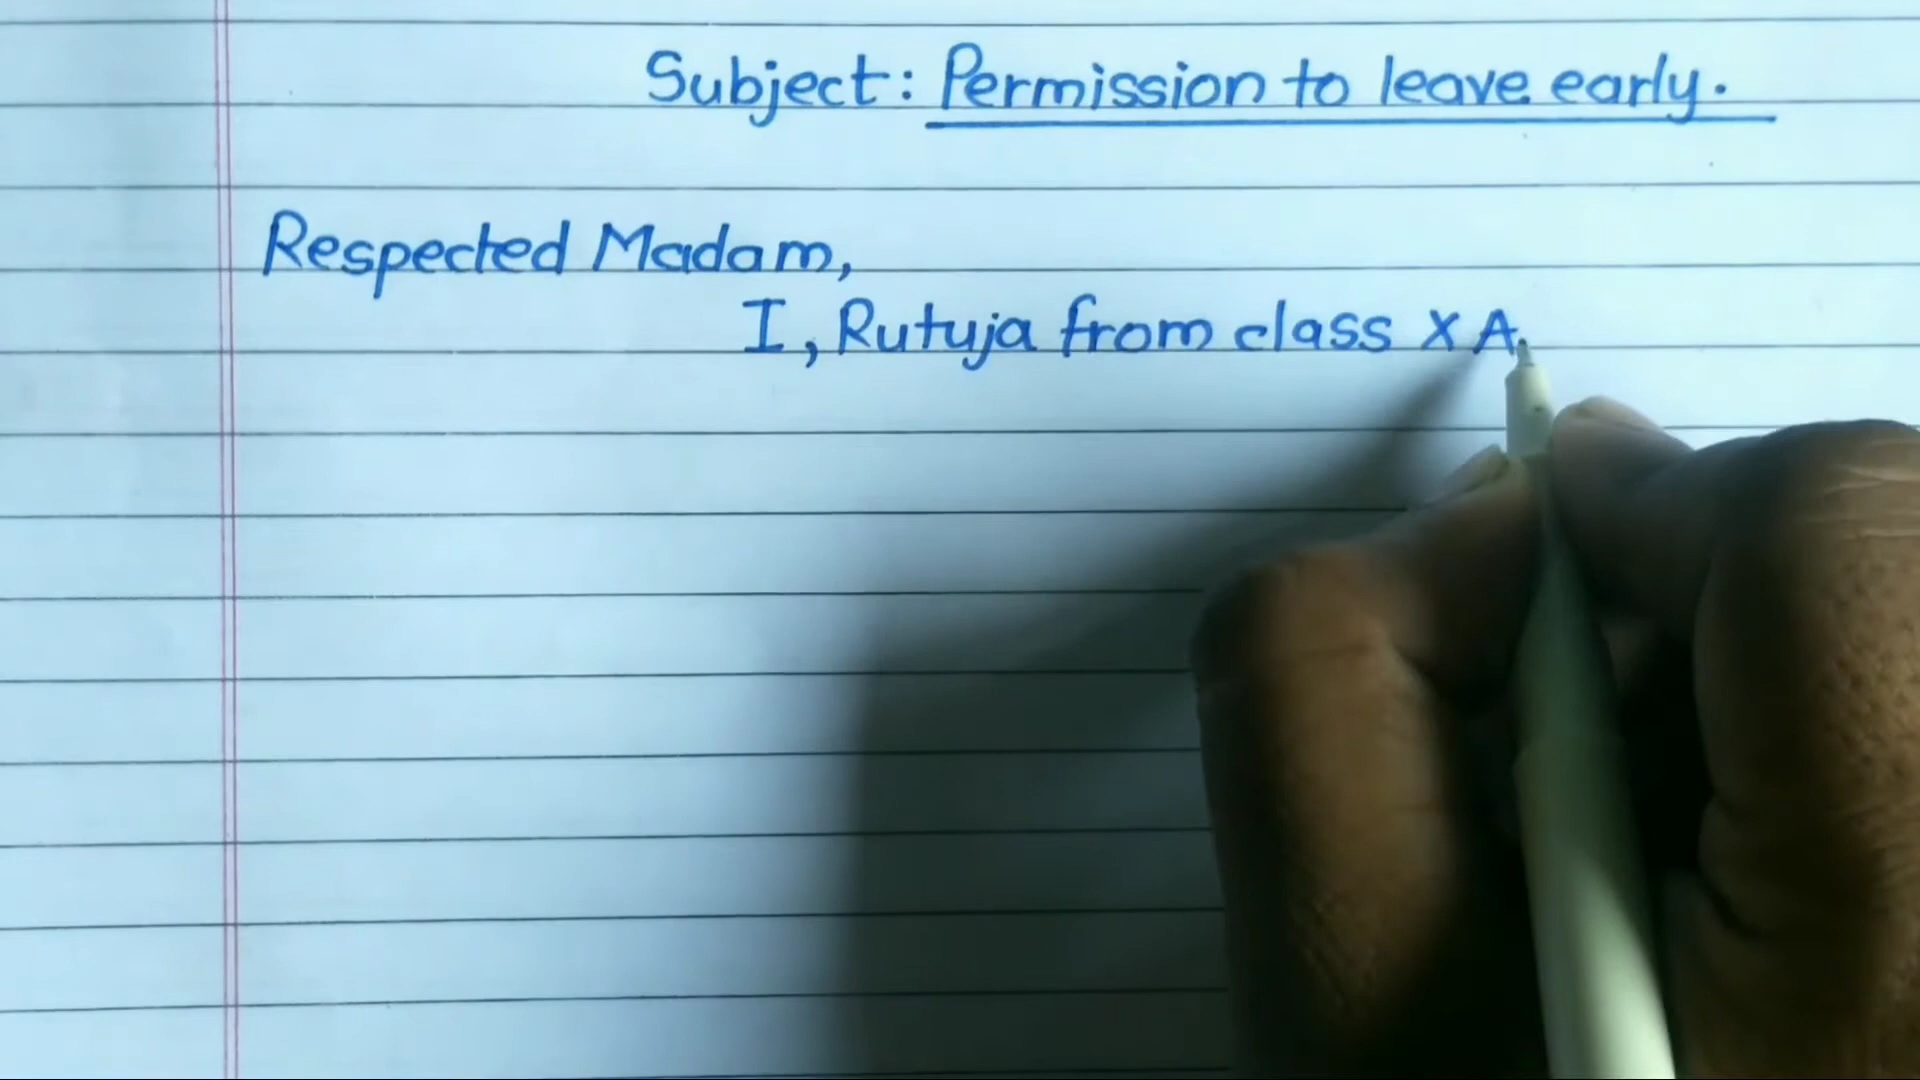 Subject: Permission to leave early.
Respected Madam,
I, Rutuja from class X A.